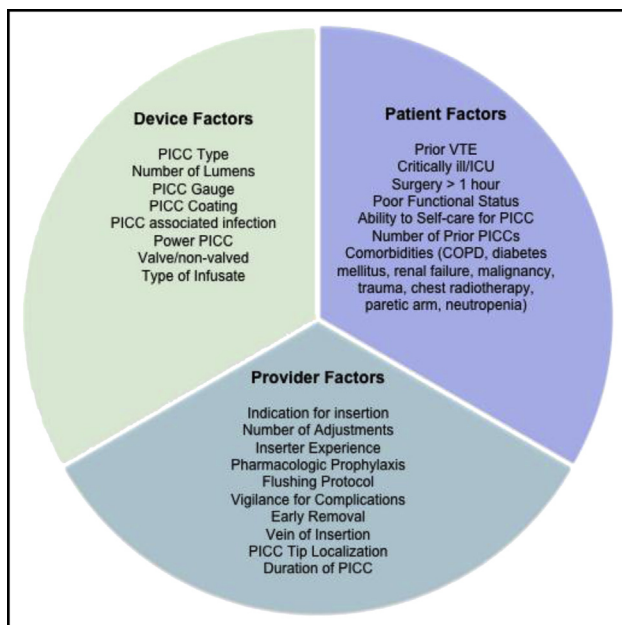 Device Factors
PICC Type
Number of Lumens
PICC Gauge
PICC Coating
PICC associated infection
Power PICC
Valve/non-valved
Type of Infusate
Patient Factors
Prior VTE
Critically ill/ICU
Surgery > 1 hour
Poor Functional Status
Ability to Self-care for PICC
Number of Prior PICCs
Comorbidities (COPD, diabetes
mellitus, renal failure, malignancy,
trauma, chest radiotherapy,
paretic arm, neutropenia)
Provider Factors
Indication for insertion
Number of Adjustments
Inserter Experience
Pharmacologic Prophylaxis
Flushing Protocol
Vigilance for Complications
Early Removal
Vein of Insertion
PICC Tip Localization
Duration of PICC